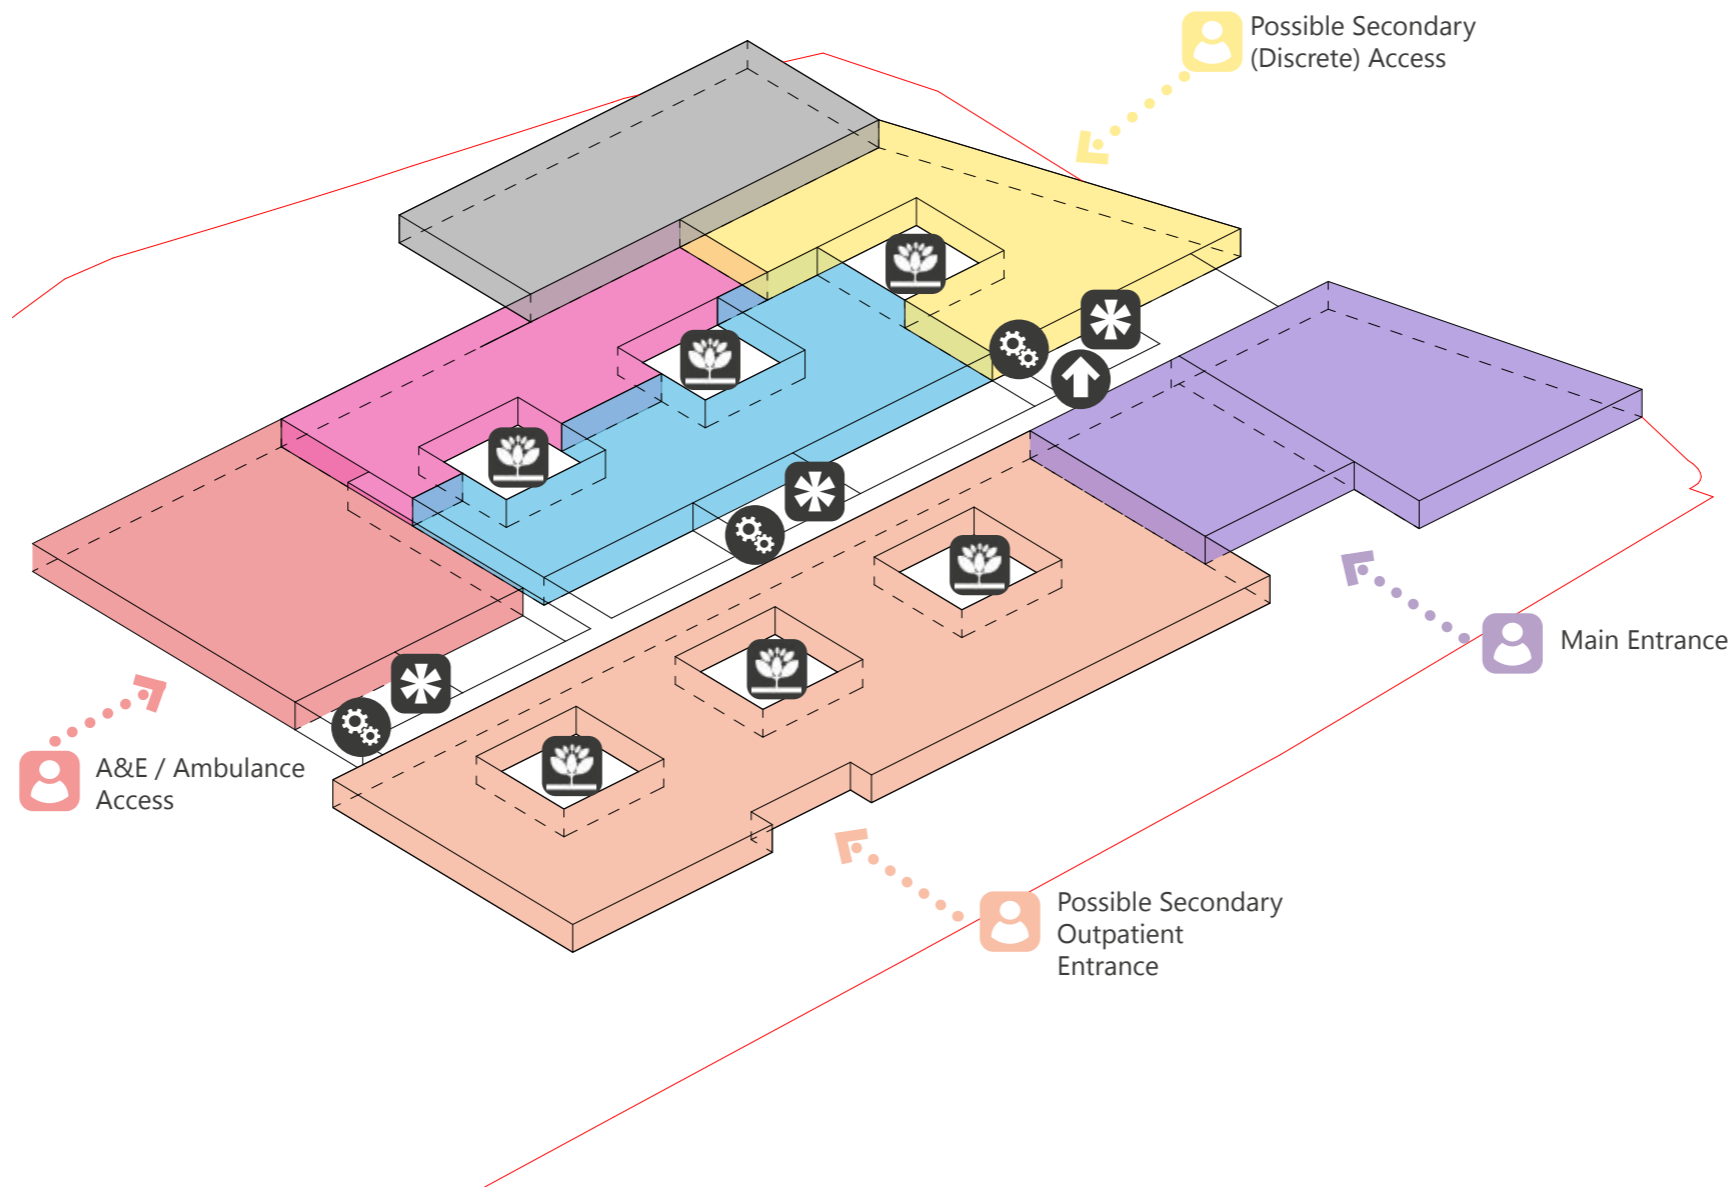 Possible Secondary
(Discrete) Access
Main Entrance
A&E / Ambulance
Access
Possible Secondary
Outpatient
Entrance